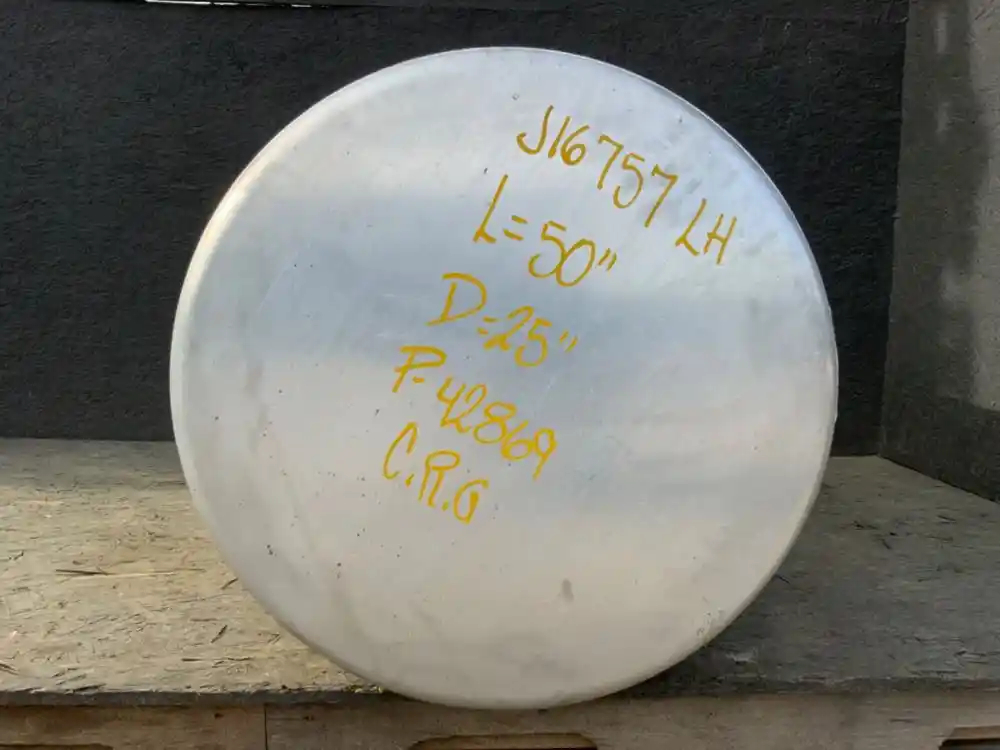 J16757 LH
L=50"
D=25"
P-42869
C.R.G